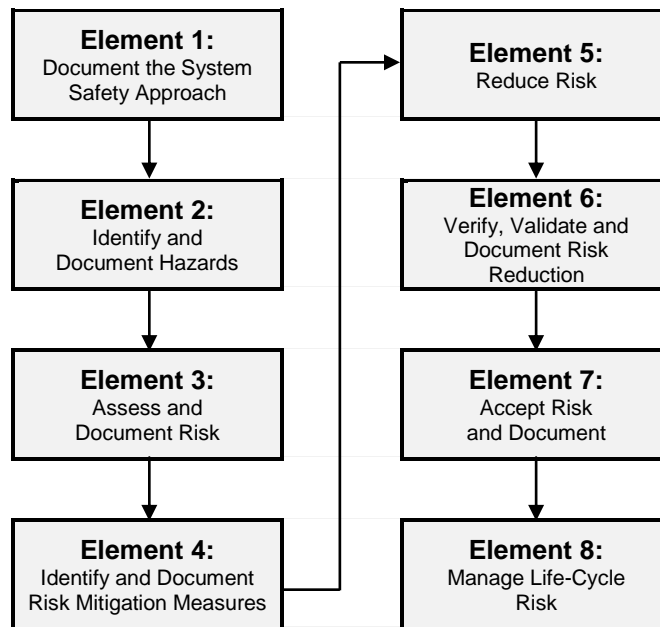 Element 1:
Document the System
Safety Approach
Element 2:
Identify and
Document Hazards
Element 3:
Assess and
Document Risk
Element 4:
Identify and Document
Risk Mitigation Measures
Element 5:
Reduce Risk
Element 6:
Verify, Validate and
Document Risk
Reduction
Element 7:
Accept Risk
and Document
Element 8:
Manage Life-Cycle
Risk